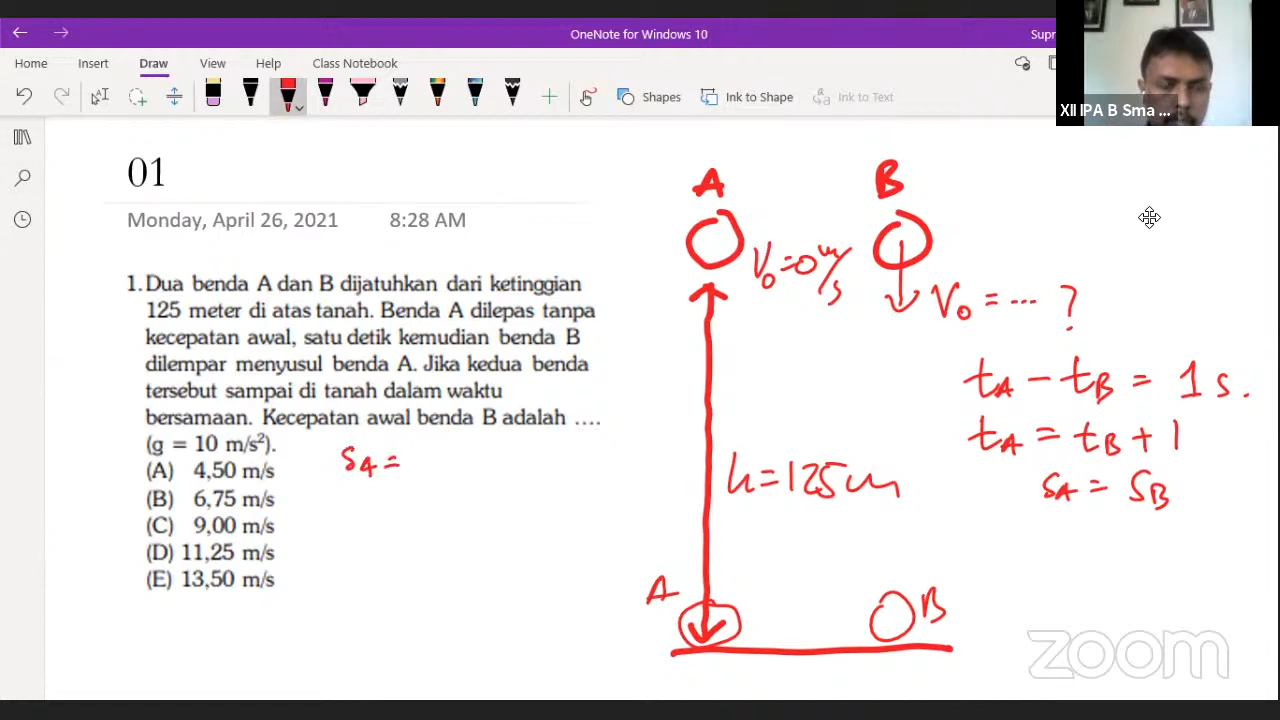 OneNote for Windows 10
Supr
Home Insert Draw View Help Class Notebook
Shapes Ink to Shape Ink to Text
XII IPA B Sma ...
01
Monday, April 26, 2021 8:28 AM
1. Dua benda A dan B dijatuhkan dari ketinggian
125 meter di atas tanah. Benda A dilepas tanpa
kecepatan awal, satu detik kemudian benda B
dilempar menyusul benda A. Jika kedua benda
tersebut sampai di tanah dalam waktu
bersamaan. Kecepatan awal benda B adalah ....
(g = 10 m/s²).
(A) 4,50 m/s
(B) 6,75 m/s
(C) 9,00 m/s
(D) 11,25 m/s
(E) 13,50 m/s
SA =
A
B
V₀ = 0 m/s
V₀ = ... ?
tA - tB = 1 s.
tA = tB + 1
SA = SB
h = 125 m
A
B
zoom